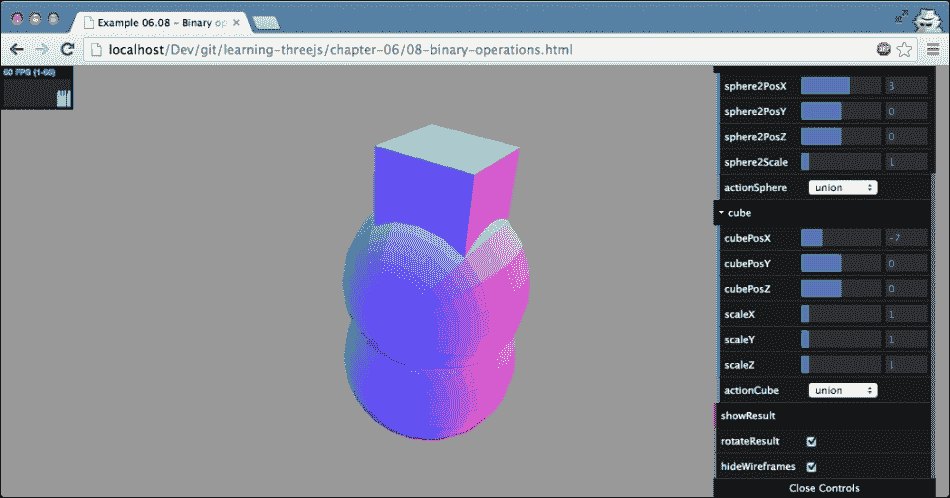 Example 06.08 – Binary op
localhost/Dev/git/learning-threejs/chapter-06/08-binary-operations.html
60 FPS (1-60)
sphere2PosX 3
sphere2PosY 0
sphere2PosZ 0
sphere2Scale 1
actionSphere union
cube
cubePosX -7
cubePosY 0
cubePosZ 0
scaleX 1
scaleY 1
scaleZ 1
actionCube union
showResult
rotateResult
hideWireframes
Close Controls